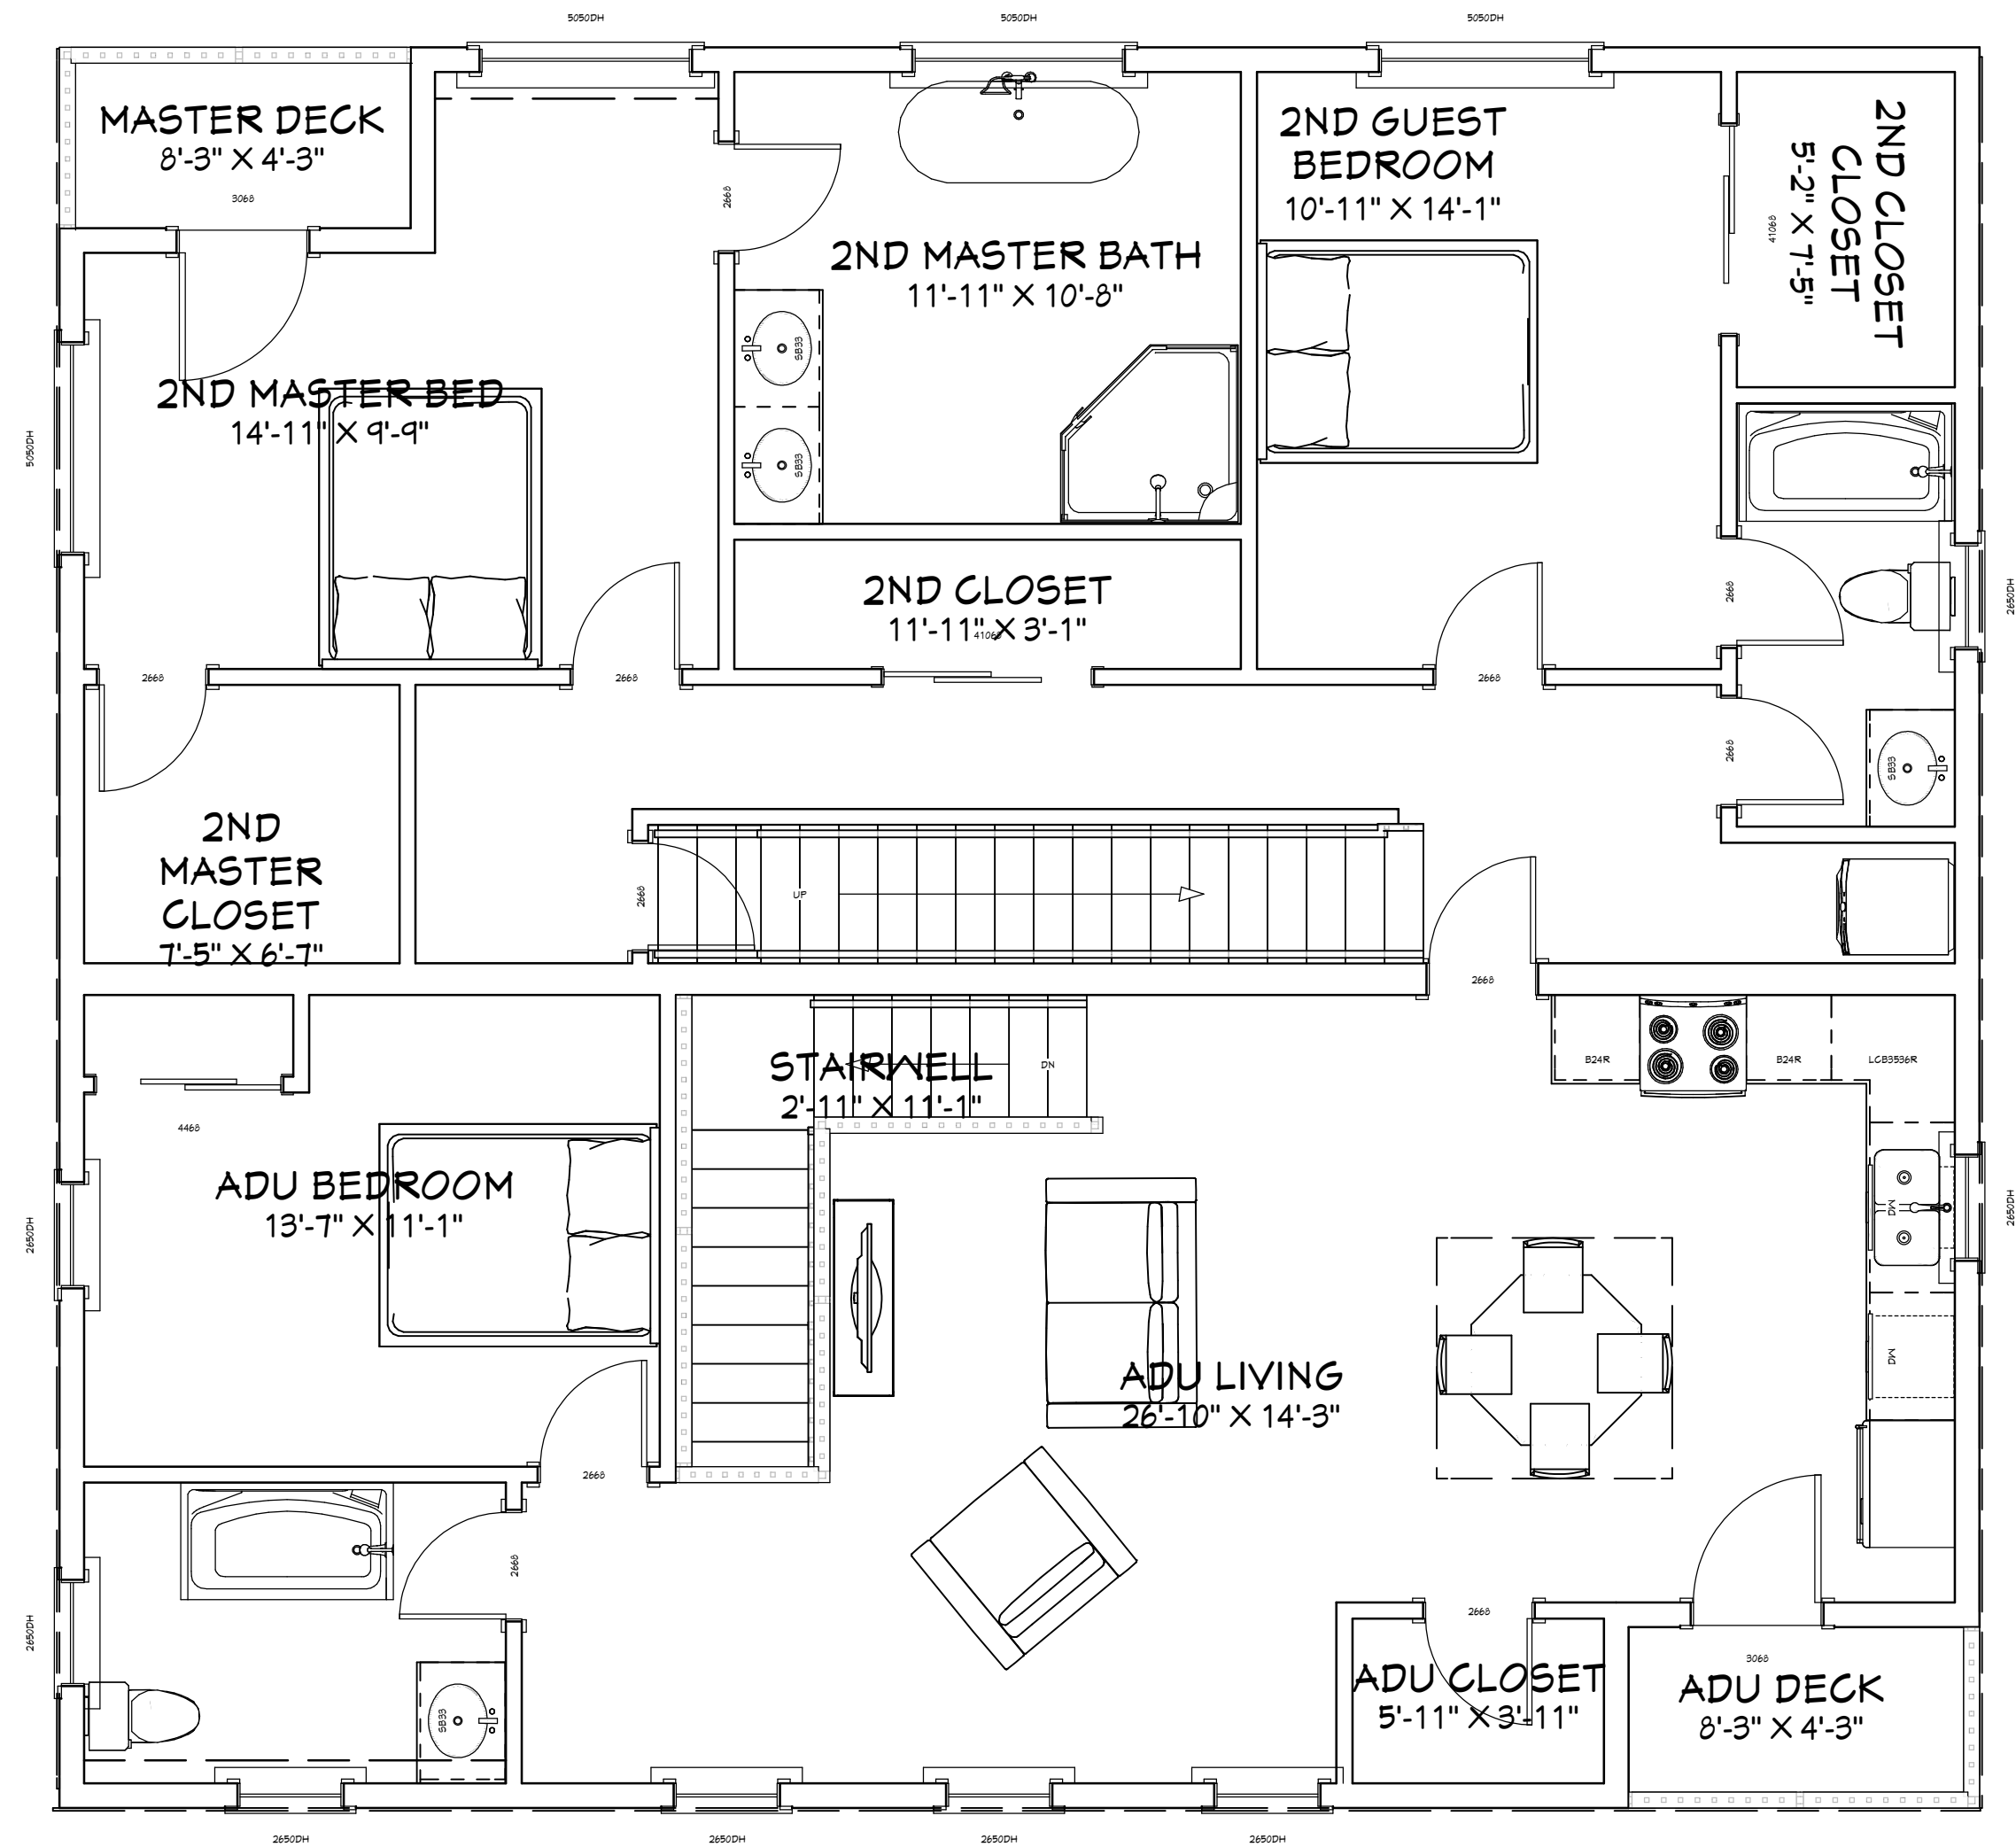 5050DH
5050DH
5050DH
MASTER DECK
8'-3" X 4'-3"
3068
2668
2ND GUEST
BEDROOM
10'-11" X 14'-1"
2ND CLOSET
CLOSET
5'-2" X 7'-5"
41068
2ND MASTER BATH
11'-11" X 10'-8"
SB33
SB33
2ND MASTER BED
14'-11" X 9'-9"
5050DH
2ND CLOSET
11'-11" X 3'-1"
41068
2668
2650DH
2668
2668
2668
2668
SB33
2ND
MASTER
CLOSET
7'-5" X 6'-7"
2668
UP
2668
STAIRWELL
2'-11" X 11'-1"
DN
B24R
B24R
LCB3536R
4468
ADU BEDROOM
13'-7" X 11'-1"
2650DH
DW
2650DH
DW
ADU LIVING
26'-10" X 14'-3"
2668
2668
2650DH
2668
ADU CLOSET
5'-11" X 3'-11"
3068
ADU DECK
8'-3" X 4'-3"
SB33
2650DH
2650DH
2650DH
2650DH